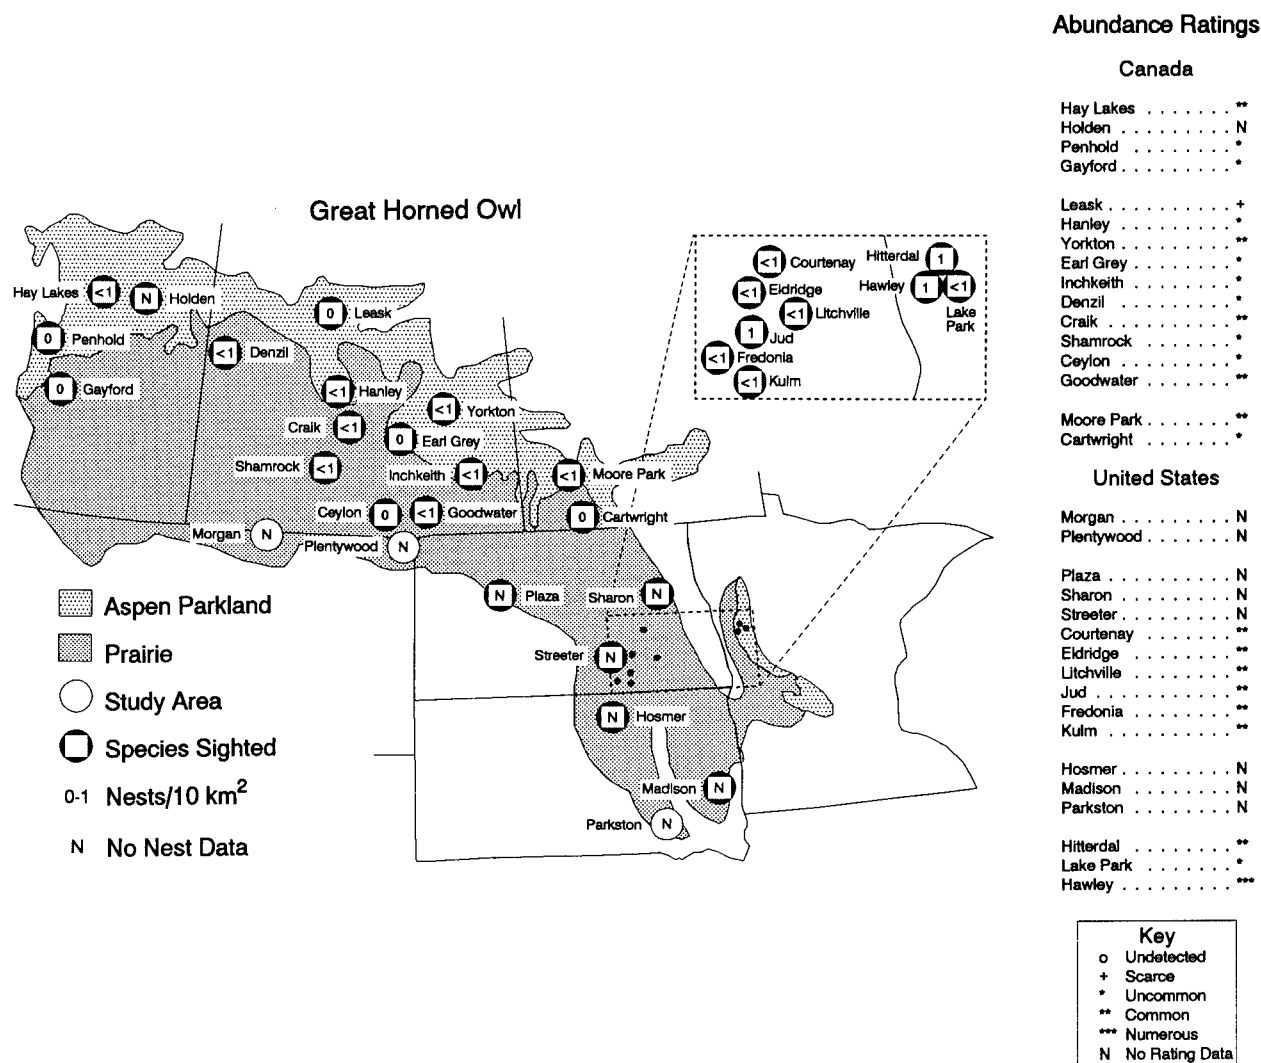 Great Horned Owl
Hay Lakes <1
N Holden
<1 Courtenay
Hitterdal 1
<1 Eldridge
Hawley 1
<1 Lake Park
<1 Litchville
1 Jud
<1 Fredonia
<1 Kulm
0 Leask
0 Penhold
<1 Denzil
0 Gayford
<1 Hanley
<1 Yorkton
Craik <1
0 Earl Grey
Shamrock <1
Inchkeith <1
<1 Moore Park
Ceylon 0
<1 Goodwater
0 Cartwright
Morgan N
Plentywood N
N Plaza
Sharon N
Streeter N
N Hosmer
Madison N
Parkston N
Aspen Parkland
Prairie
Study Area
Species Sighted
0-1 Nests/10 km2
N No Nest Data
Abundance Ratings
Canada
Hay Lakes . . . . . . . **
Holden . . . . . . . . . N
Penhold . . . . . . . . *
Gayford . . . . . . . . . *
Leask . . . . . . . . . . +
Hanley . . . . . . . . *
Yorkton . . . . . . . . . **
Earl Grey . . . . . . . . *
Inchkeith . . . . . . . *
Denzil . . . . . . . . . *
Craik . . . . . . . . . . **
Shamrock . . . . . . . *
Ceylon . . . . . . . . . *
Goodwater . . . . . . . **
Moore Park . . . . . . . **
Cartwright . . . . . . . *
United States
Morgan . . . . . . . . . N
Plentywood . . . . . . . N
Plaza . . . . . . . . . . N
Sharon . . . . . . . . . N
Streeter . . . . . . . . . N
Courtenay . . . . . . . **
Eldridge . . . . . . . . . **
Litchville . . . . . . . **
Jud . . . . . . . . . . . **
Fredonia . . . . . . . . **
Kulm . . . . . . . . . **
Hosmer . . . . . . . . . N
Madison . . . . . . . . N
Parkston . . . . . . . . N
Hitterdal . . . . . . . **
Lake Park . . . . . . . *
Hawley . . . . . . . . . ***
Key
o Undetected
+ Scarce
* Uncommon
** Common
*** Numerous
N No Rating Data